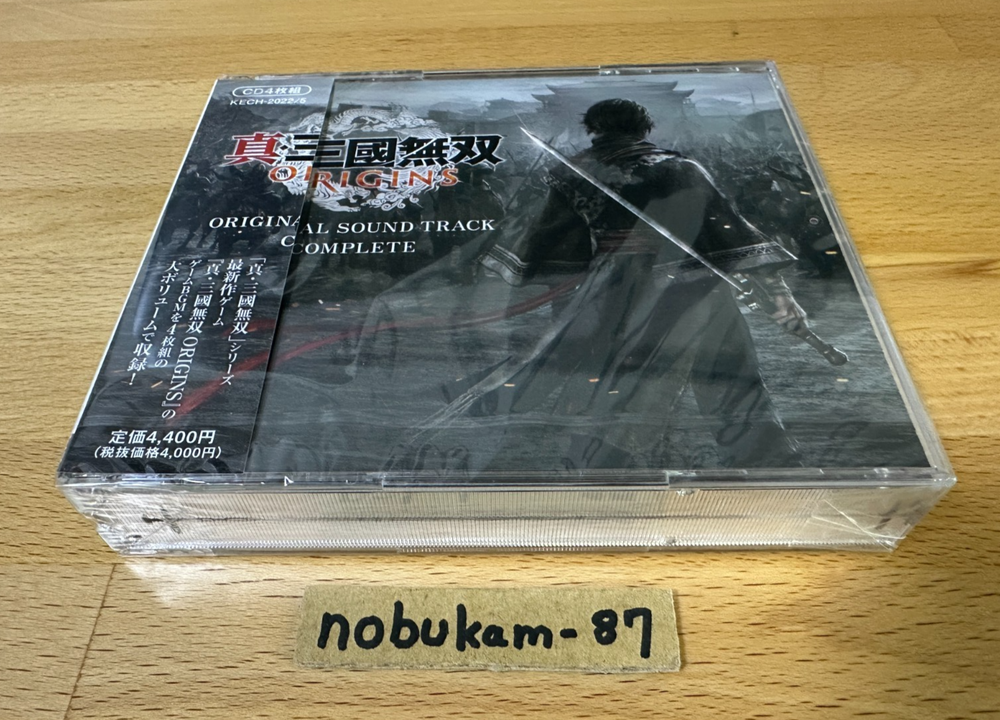 CD4枚組
KECH-2022/5
真・三國無双
ORIGINS
ORIGINAL SOUND TRACK
COMPLETE
「真・三國無双」シリーズ
最新作ゲーム
『真・三國無双 ORIGINS』の
ゲームBGMを4枚組の
大ボリュームで収録!
定価4,400円
(税抜価格4,000円)
nobukam-87